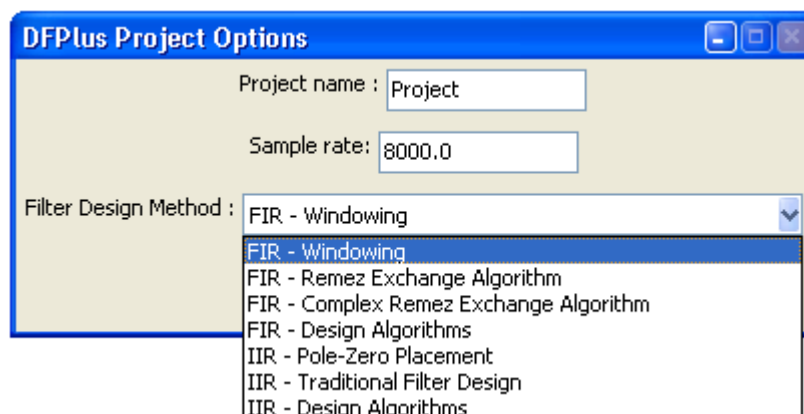 DFPlus Project Options
Project name : Project
Sample rate: 8000.0
Filter Design Method : FIR - Windowing
FIR - Windowing
FIR - Remez Exchange Algorithm
FIR - Complex Remez Exchange Algorithm
FIR - Design Algorithms
IIR - Pole-Zero Placement
IIR - Traditional Filter Design
IIR - Design Algorithms